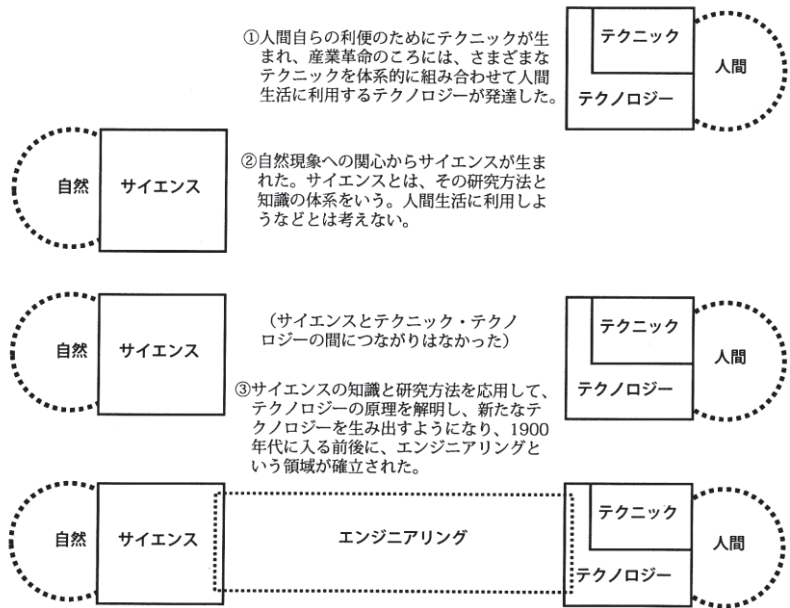 ①人間自らの利便のためにテクニックが生
まれ、産業革命のころには、さまざまな
テクニックを体系的に組み合わせて人間
生活に利用するテクノロジーが発達した。
テクニック
テクノロジー
人間
自然
サイエンス
②自然現象への関心からサイエンスが生ま
れた。サイエンスとは、その研究方法と
知識の体系をいう。人間生活に利用しよ
うなどとは考えない。
自然
サイエンス
（サイエンスとテクニック・テクノ
ロジーの間につながりはなかった）
テクニック
テクノロジー
人間
③サイエンスの知識と研究方法を応用して、
テクノロジーの原理を解明し、新たなテ
クノロジーを生み出すようになり、1900
年代に入る前後に、エンジニアリングと
いう領域が確立された。
自然
サイエンス
エンジニアリング
テクニック
テクノロジー
人間